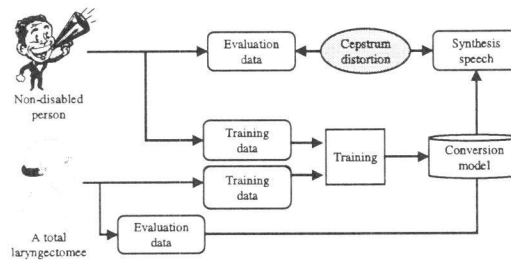 Evaluation
data
Cepstrum
distortion
Synthesis
speech
Non-disabled
person
Training
data
Training
Conversion
model
Training
data
A total
laryngectomee
Evaluation
data